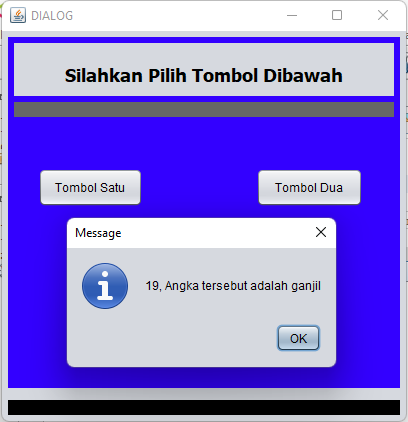 DIALOG
Silahkan Pilih Tombol Dibawah
Tombol Satu
Tombol Dua
Message
19, Angka tersebut adalah ganjil
OK